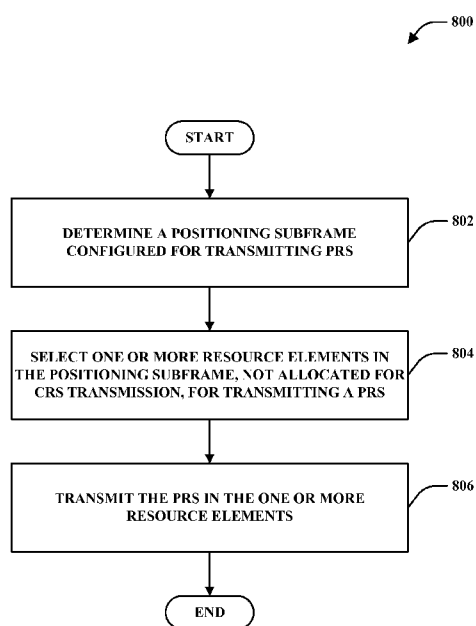 800
START
DETERMINE A POSITIONING SUBFRAME
CONFIGURED FOR TRANSMITTING PRS
802
SELECT ONE OR MORE RESOURCE ELEMENTS IN
THE POSITIONING SUBFRAME, NOT ALLOCATED FOR
CRS TRANSMISSION, FOR TRANSMITTING A PRS
804
TRANSMIT THE PRS IN THE ONE OR MORE
RESOURCE ELEMENTS
806
END